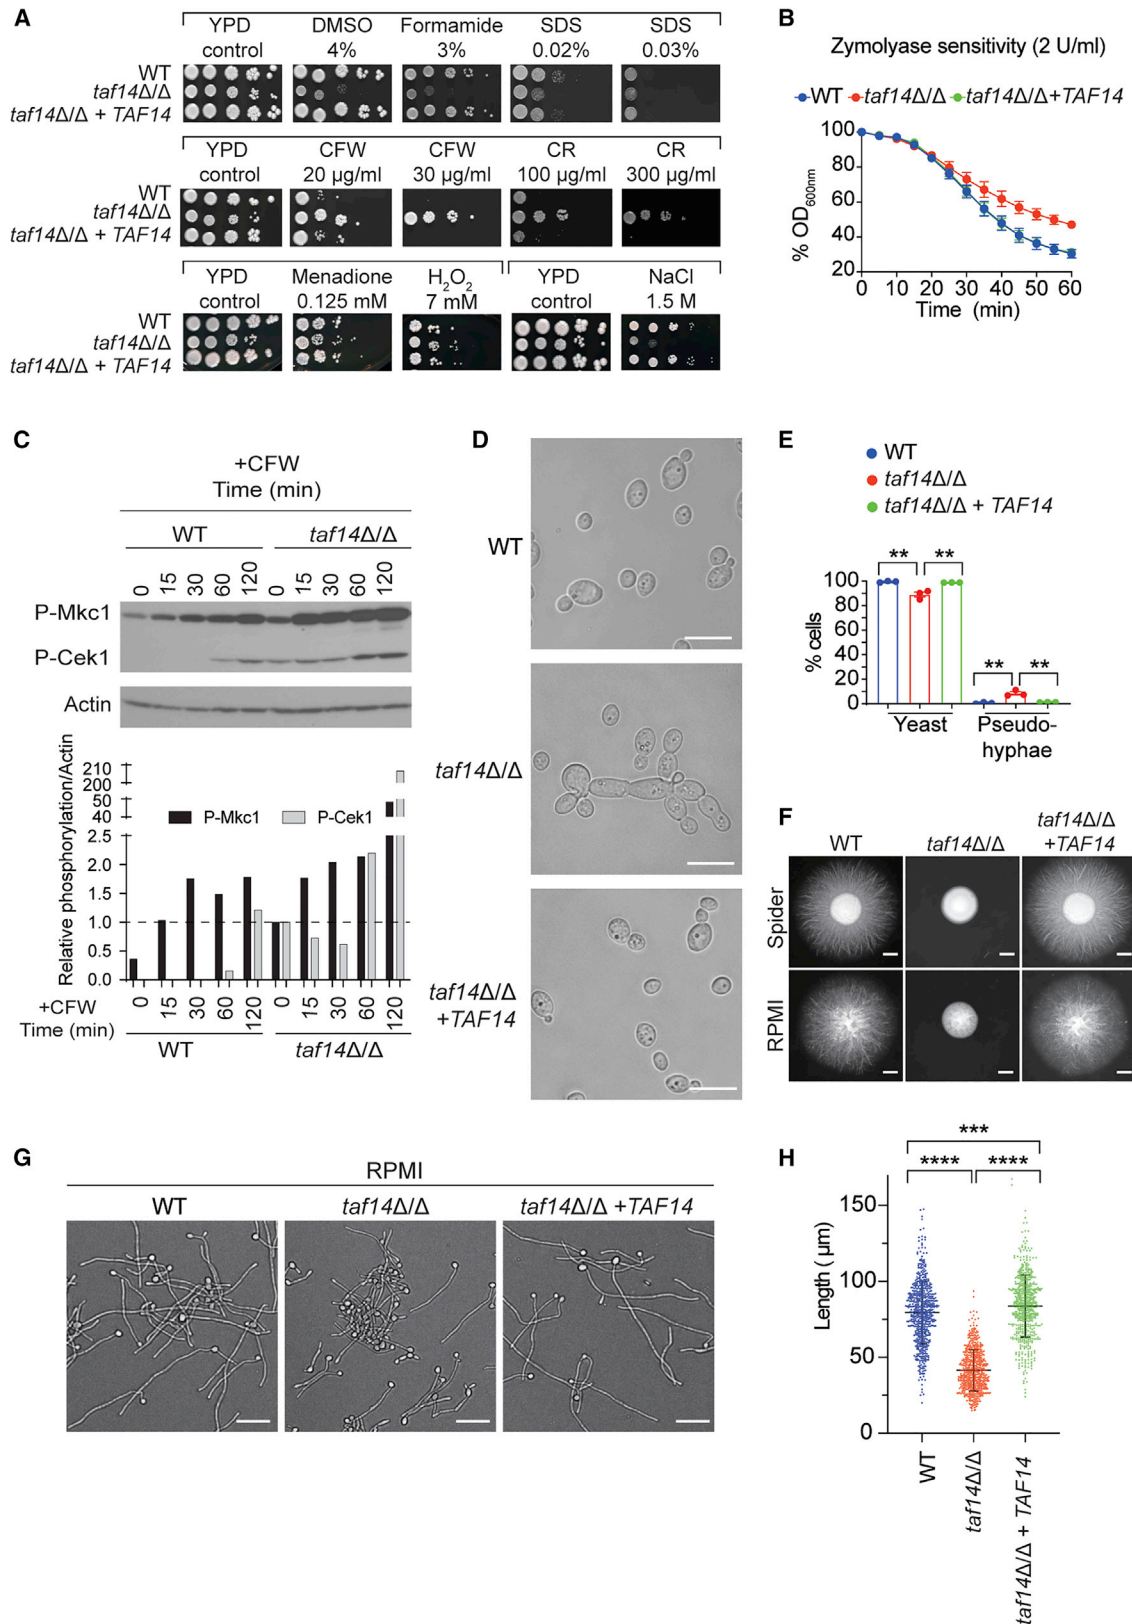 A
YPD control
DMSO 4%
Formamide 3%
SDS 0.02%
SDS 0.03%
WT
taf14Δ/Δ
taf14Δ/Δ + TAF14
YPD control
CFW 20 µg/ml
CFW 30 µg/ml
CR 100 µg/ml
CR 300 µg/ml
WT
taf14Δ/Δ
taf14Δ/Δ + TAF14
YPD control
Menadione 0.125 mM
H2O2 7 mM
YPD control
NaCl 1.5 M
WT
taf14Δ/Δ
taf14Δ/Δ + TAF14
B
Zymolyase sensitivity (2 U/ml)
WT taf14Δ/Δ taf14Δ/Δ+TAF14
100
80
60
40
20
% OD600nm
0 10 20 30 40 50 60
Time (min)
C
+CFW
Time (min)
WT taf14Δ/Δ
0 15 30 60 120 0 15 30 60 120
P-Mkc1
P-Cek1
Actin
Relative phosphorylation/Actin
210
200
50
40
2.5
2.0
1.5
1.0
0.5
0.0
P-Mkc1 P-Cek1
+CFW
Time (min)
0 15 30 60 120 0 15 30 60 120
WT taf14Δ/Δ
D
WT
taf14Δ/Δ
taf14Δ/Δ
+TAF14
E
WT
taf14Δ/Δ
taf14Δ/Δ + TAF14
** **
** **
% cells
100
80
60
40
20
0
Yeast Pseudo-
hyphae
F
WT taf14Δ/Δ taf14Δ/Δ +TAF14
Spider
RPMI
G
RPMI
WT taf14Δ/Δ taf14Δ/Δ +TAF14
H
***
**** ****
Length (µm)
150
100
50
0
WT
taf14Δ/Δ
taf14Δ/Δ + TAF14